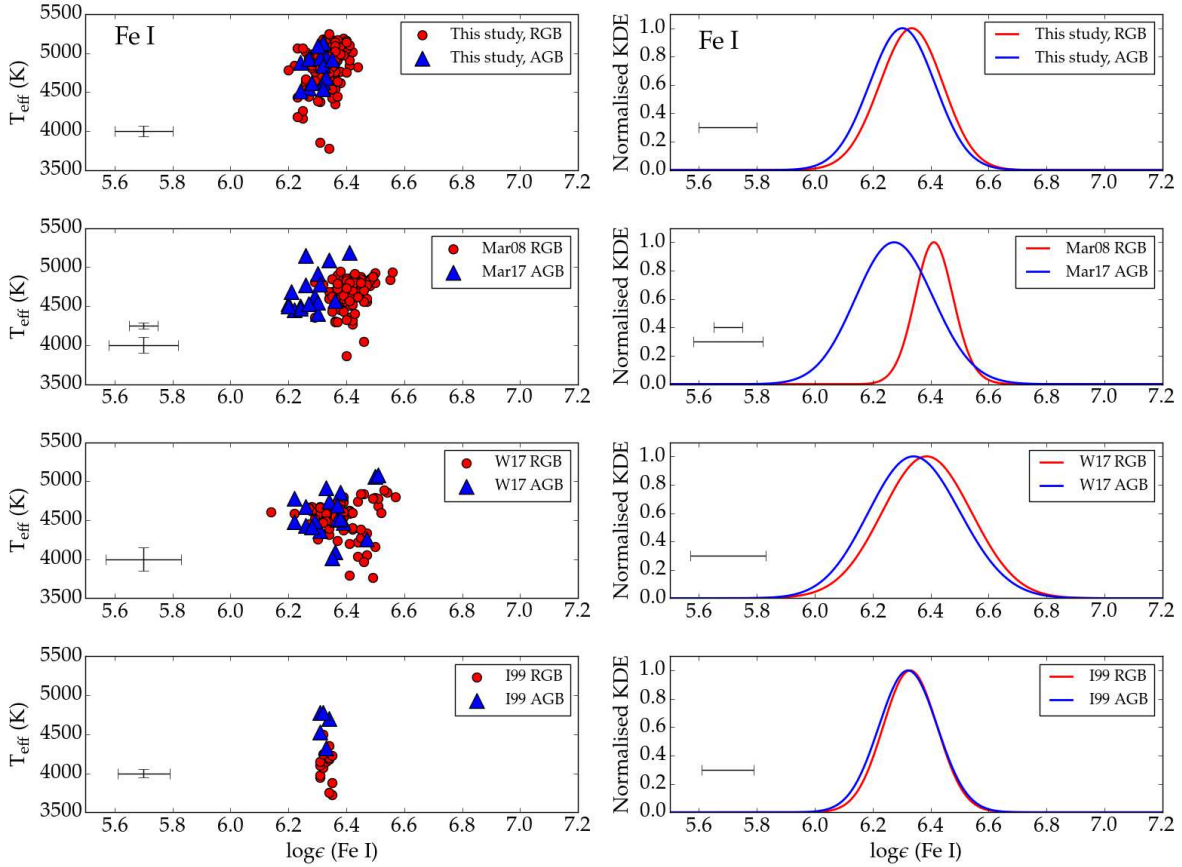 Fe I
This study, RGB
This study, AGB
T_eff (K)
5500
5000
4500
4000
3500
5.6 5.8 6.0 6.2 6.4 6.6 6.8 7.0 7.2
Fe I
This study, RGB
This study, AGB
Normalised KDE
1.0
0.8
0.6
0.4
0.2
0.0
5.6 5.8 6.0 6.2 6.4 6.6 6.8 7.0 7.2
Mar08 RGB
Mar17 AGB
T_eff (K)
5500
5000
4500
4000
3500
5.6 5.8 6.0 6.2 6.4 6.6 6.8 7.0 7.2
Mar08 RGB
Mar17 AGB
Normalised KDE
1.0
0.8
0.6
0.4
0.2
0.0
5.6 5.8 6.0 6.2 6.4 6.6 6.8 7.0 7.2
W17 RGB
W17 AGB
T_eff (K)
5500
5000
4500
4000
3500
5.6 5.8 6.0 6.2 6.4 6.6 6.8 7.0 7.2
W17 RGB
W17 AGB
Normalised KDE
1.0
0.8
0.6
0.4
0.2
0.0
5.6 5.8 6.0 6.2 6.4 6.6 6.8 7.0 7.2
I99 RGB
I99 AGB
T_eff (K)
5500
5000
4500
4000
3500
5.6 5.8 6.0 6.2 6.4 6.6 6.8 7.0 7.2
logϵ (Fe I)
I99 RGB
I99 AGB
Normalised KDE
1.0
0.8
0.6
0.4
0.2
0.0
5.6 5.8 6.0 6.2 6.4 6.6 6.8 7.0 7.2
logϵ (Fe I)